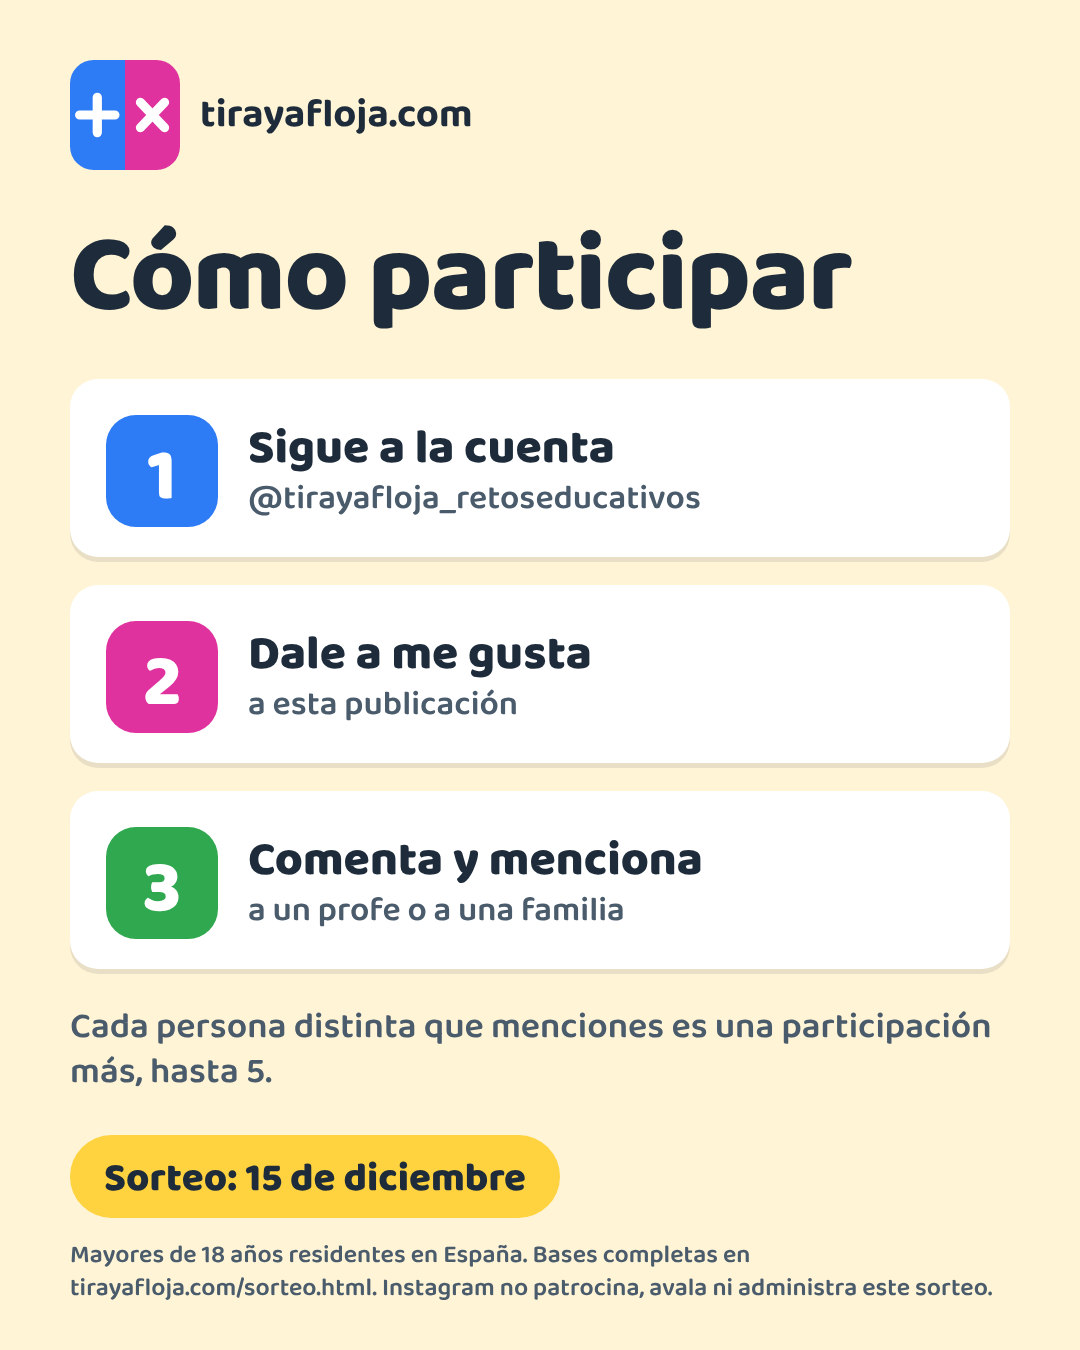 + ×
tirayafloja.com
Cómo participar
1
Sigue a la cuenta
@tirayafloja_retoseducativos
2
Dale a me gusta
a esta publicación
3
Comenta y menciona
a un profe o a una familia
Cada persona distinta que menciones es una participación
más, hasta 5.
Sorteo: 15 de diciembre
Mayores de 18 años residentes en España. Bases completas en
tirayafloja.com/sorteo.html. Instagram no patrocina, avala ni administra este sorteo.